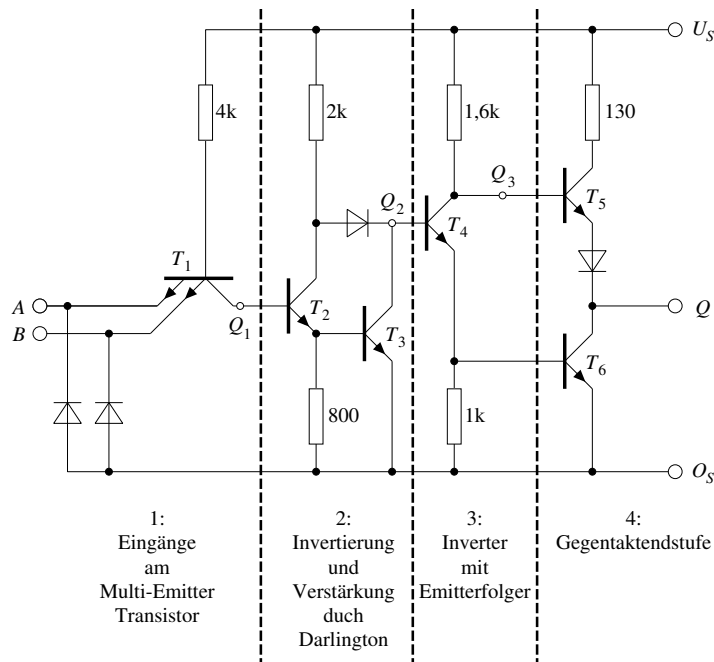 U_S
4k
2k
1,6k
130
Q_2
Q_3
T_5
T_4
T_1
A
B
Q_1
T_2
T_3
Q
T_6
800
1k
O_S
1:
Eingänge
am
Multi-Emitter
Transistor
2:
Invertierung
und
Verstärkung
duch
Darlington
3:
Inverter
mit
Emitterfolger
4:
Gegentaktendstufe